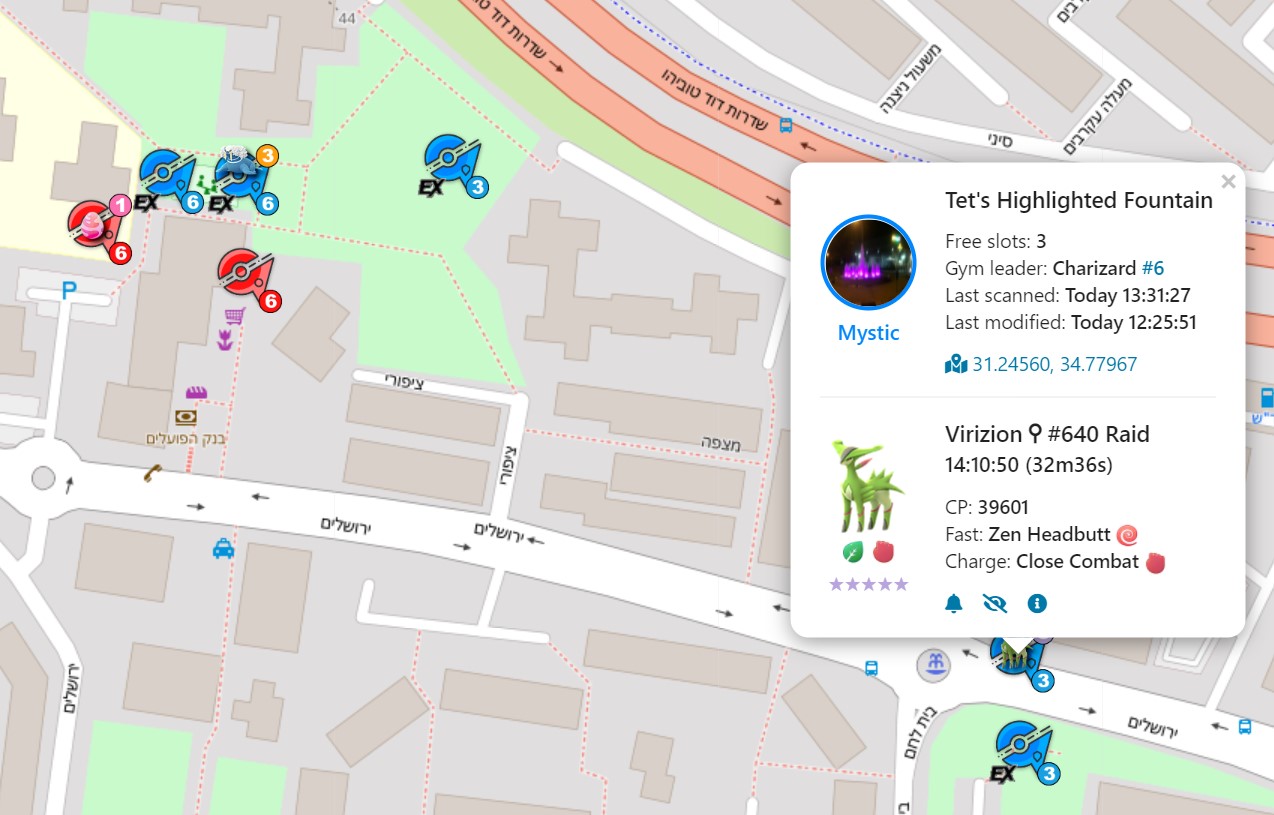 44
שדרות דוד טוביהו
שדרות דוד טוביהו
משעול ניצנה
מעלה עקרבים
סיני
EX
6
EX
3
6
EX
3
1
6
6
P
ציפורי
ציפורי
מצפה
בנק הפועלים
ירושלים
ירושלים
ירושלים
ירושלים
בית לחם
Tet's Highlighted Fountain
Free slots: 3
Gym leader: Charizard #6
Last scanned: Today 13:31:27
Last modified: Today 12:25:51
Mystic
31.24560, 34.77967
Virizion #640 Raid
14:10:50 (32m36s)
CP: 39601
Fast: Zen Headbutt
Charge: Close Combat
3
EX
3